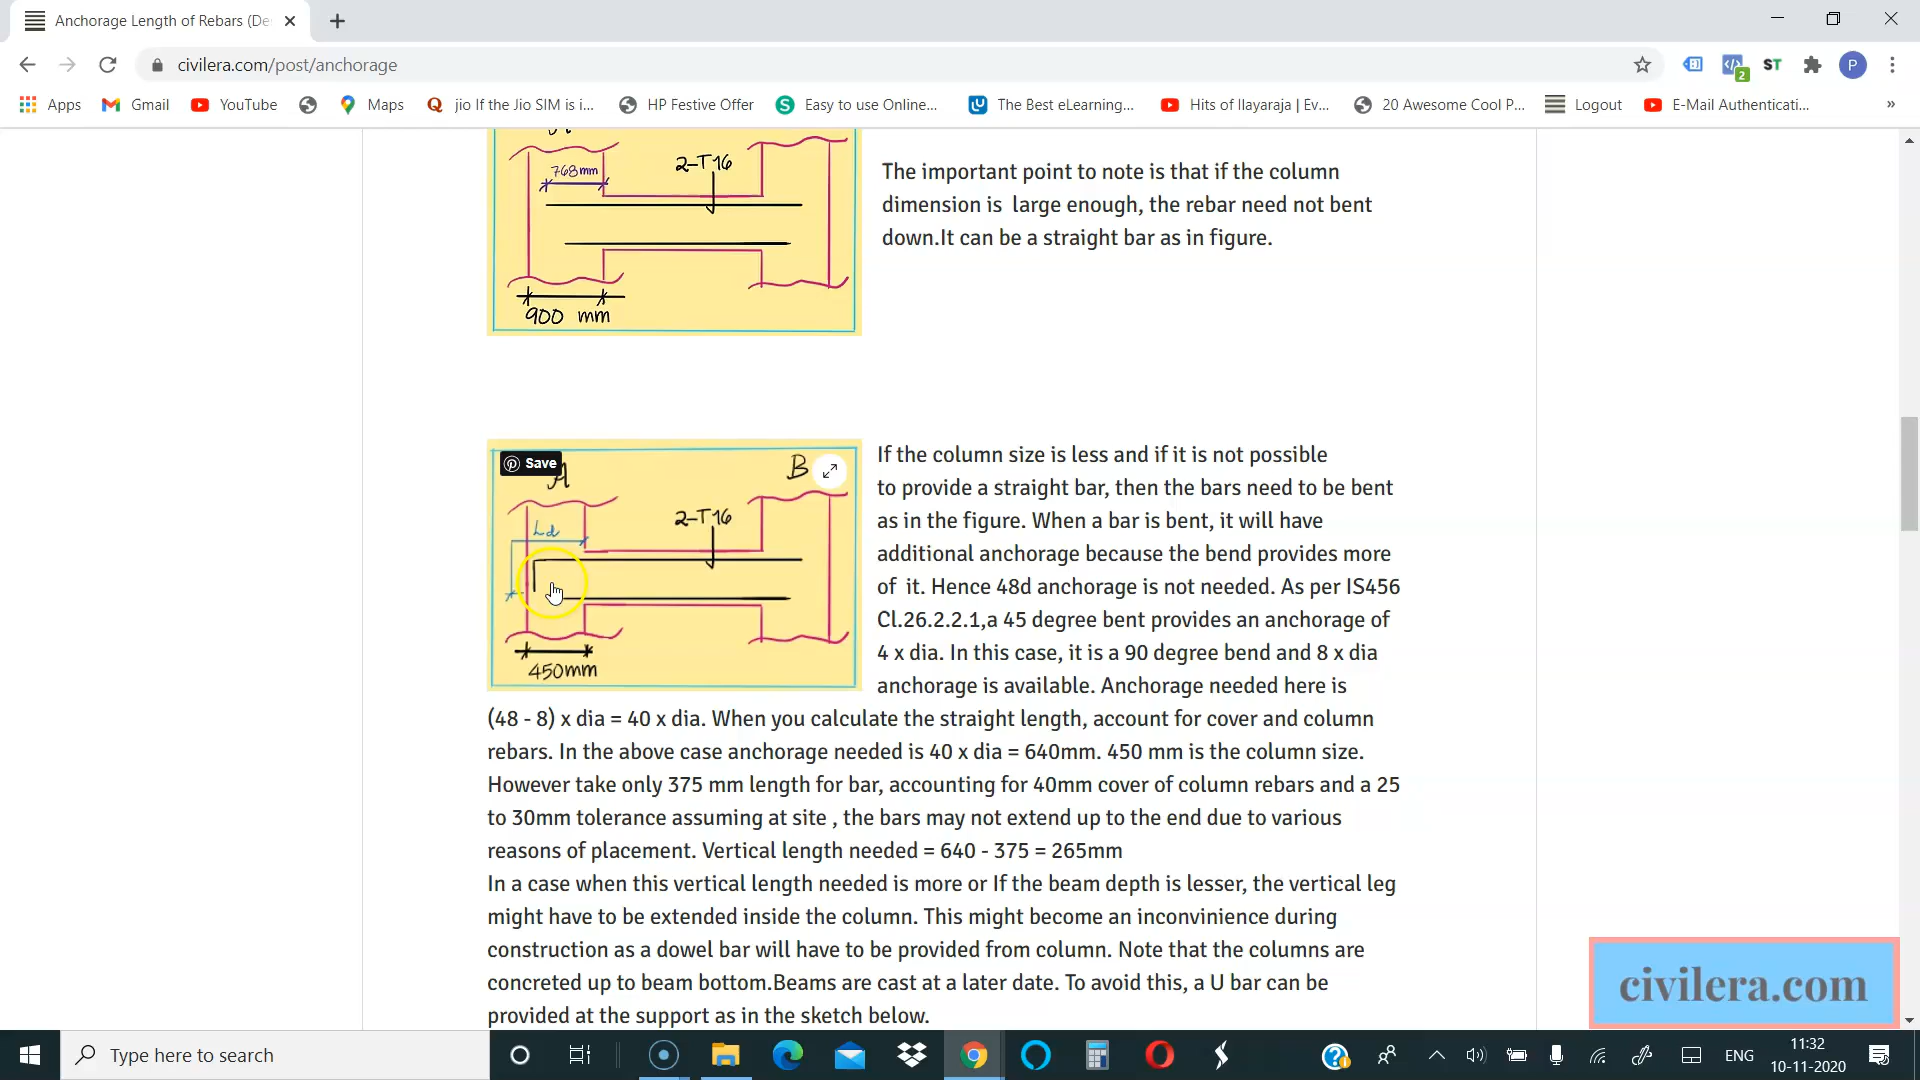 Anchorage Length of Rebars (De
civilera.com/post/anchorage
2
ST
P
Apps
Gmail
YouTube
Maps
jio If the Jio SIM is i...
HP Festive Offer
Easy to use Online...
The Best eLearning...
Hits of Ilayaraja | Ev...
20 Awesome Cool P...
Logout
E-Mail Authenticati...
»
768mm
2-T16
900 mm
The important point to note is that if the column
dimension is large enough, the rebar need not bent
down.It can be a straight bar as in figure.
Save
A
B
Ld
2-T16
450mm
If the column size is less and if it is not possible
to provide a straight bar, then the bars need to be bent
as in the figure. When a bar is bent, it will have
additional anchorage because the bend provides more
of it. Hence 48d anchorage is not needed. As per IS456
Cl.26.2.2.1,a 45 degree bent provides an anchorage of
4 x dia. In this case, it is a 90 degree bend and 8 x dia
anchorage is available. Anchorage needed here is
(48 - 8) x dia = 40 x dia. When you calculate the straight length, account for cover and column
rebars. In the above case anchorage needed is 40 x dia = 640mm. 450 mm is the column size.
However take only 375 mm length for bar, accounting for 40mm cover of column rebars and a 25
to 30mm tolerance assuming at site , the bars may not extend up to the end due to various
reasons of placement. Vertical length needed = 640 - 375 = 265mm
In a case when this vertical length needed is more or If the beam depth is lesser, the vertical leg
might have to be extended inside the column. This might become an inconvinience during
construction as a dowel bar will have to be provided from column. Note that the columns are
concreted up to beam bottom.Beams are cast at a later date. To avoid this, a U bar can be
provided at the support as in the sketch below.
civilera.com
Type here to search
ENG
11:32
10-11-2020